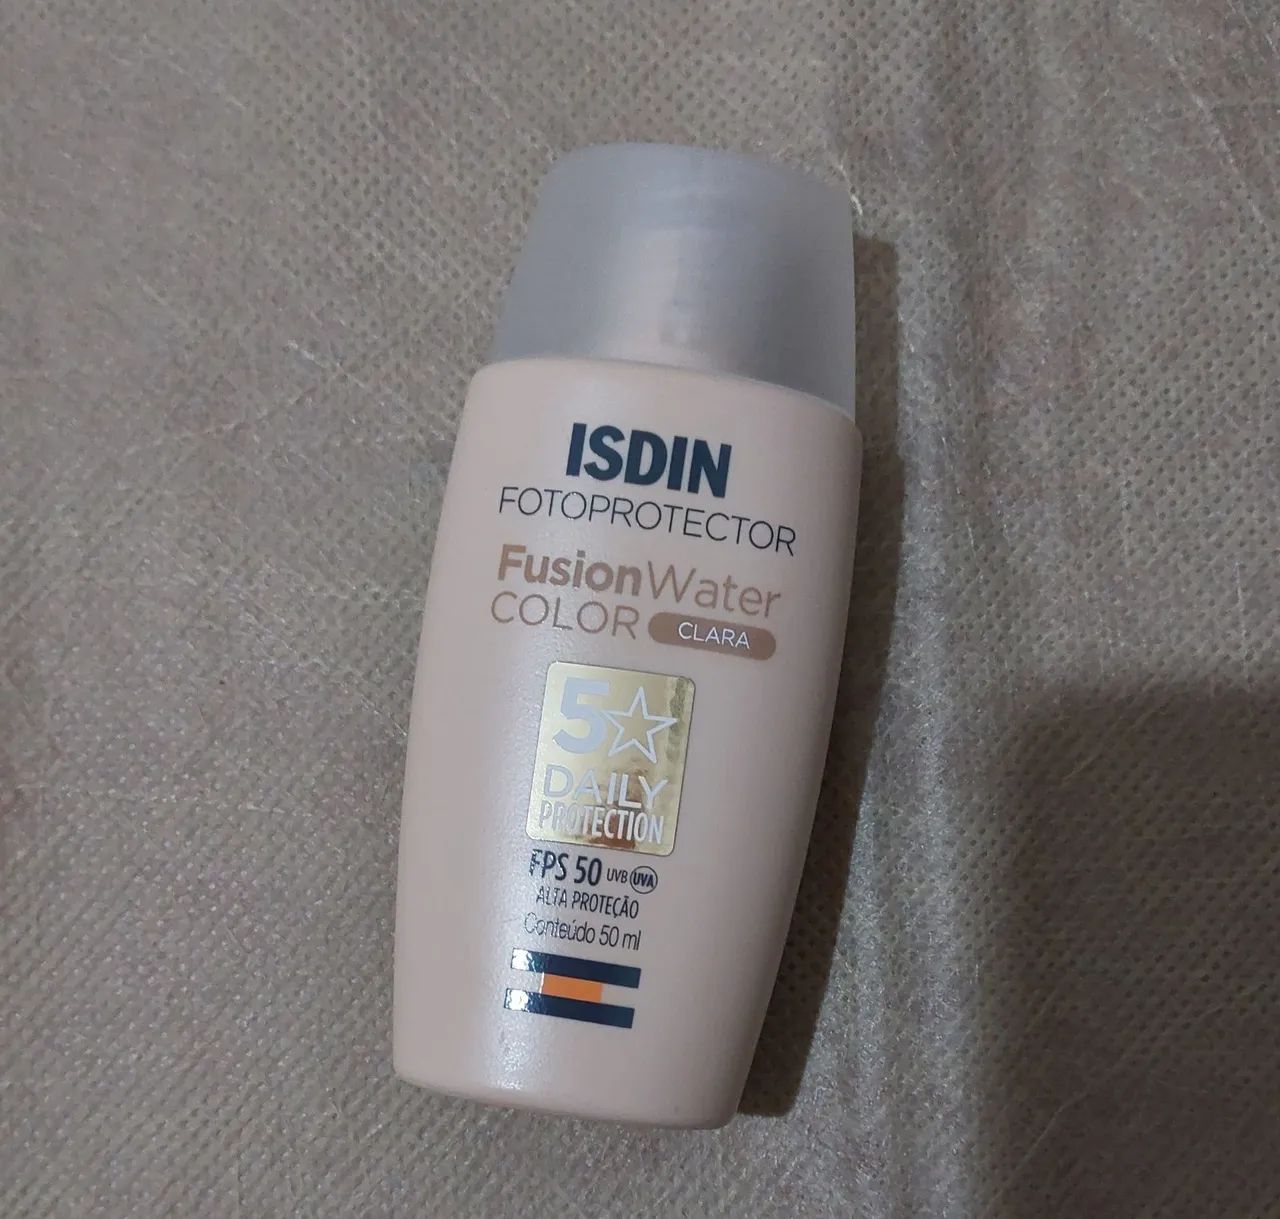 ISDIN
FOTOPROTECTOR
FusionWater
COLOR CLARA
5
DAILY
PROTECTION
FPS 50 UVB UVA
ALTA PROTEÇÃO
Conteúdo 50 ml